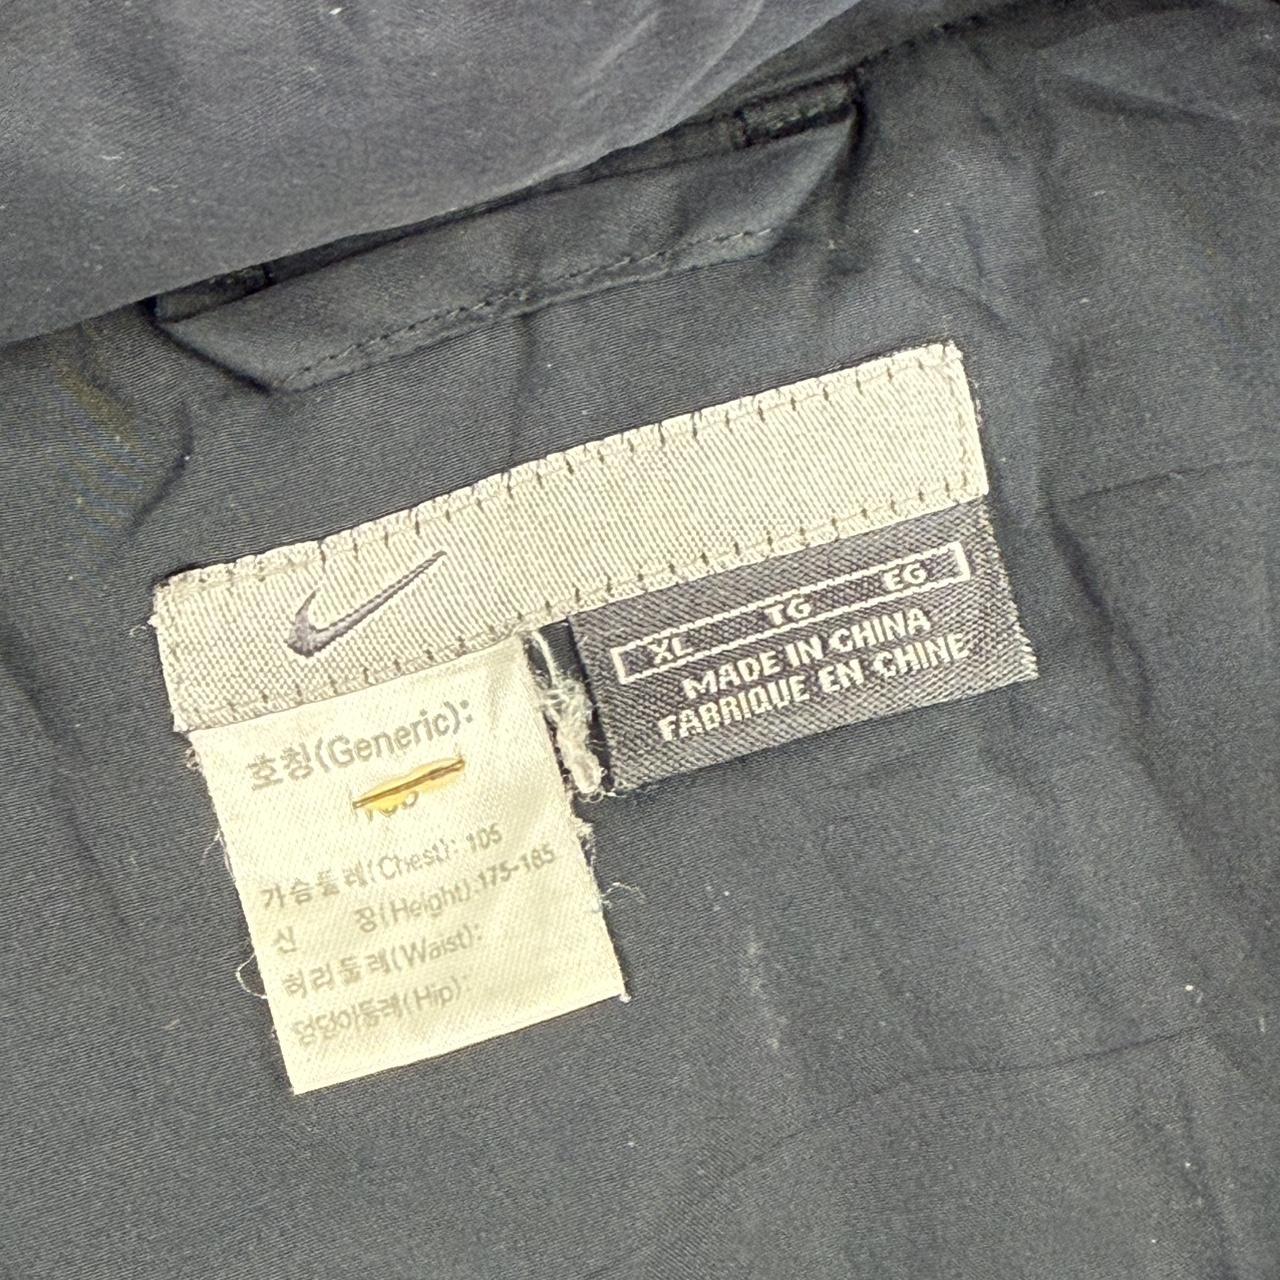 호칭(Generic):
가슴둘레(Chest): 105
신 장(Height): 175-185
허리둘레(Waist):
엉덩이둘레(Hip):
XL TG EG
MADE IN CHINA
FABRIQUE EN CHINE